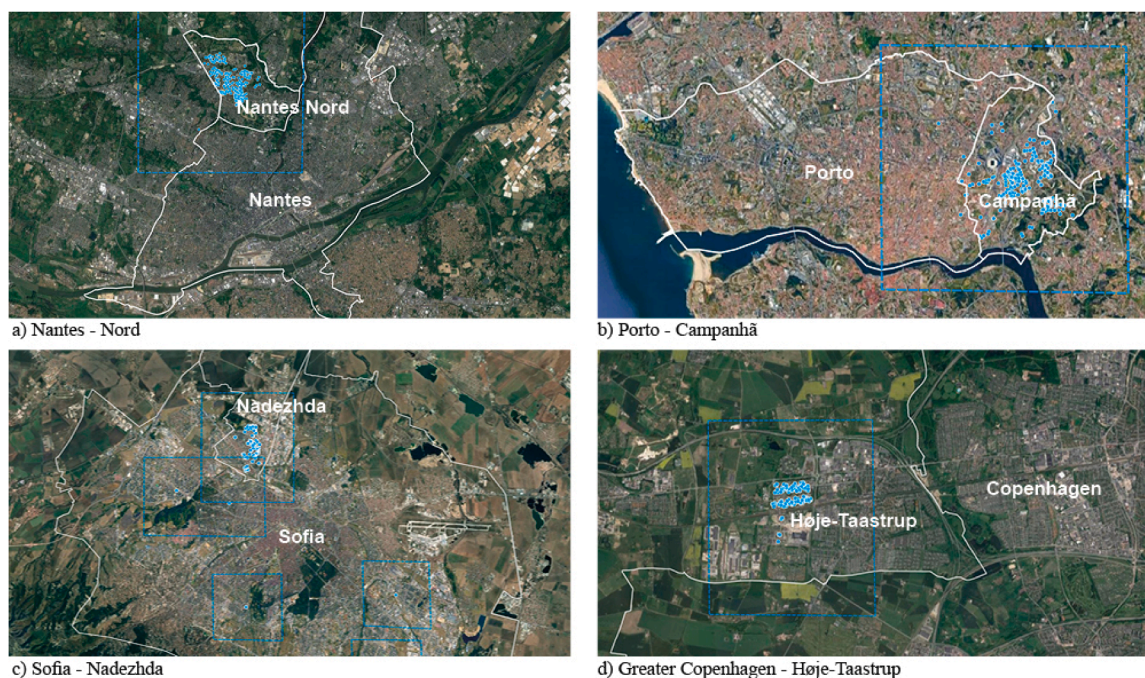 Nantes Nord
Nantes
a) Nantes - Nord
Porto
Campanhã
b) Porto - Campanhã
Nadezhda
Sofia
c) Sofia - Nadezhda
Copenhagen
Høje-Taastrup
d) Greater Copenhagen - Høje-Taastrup